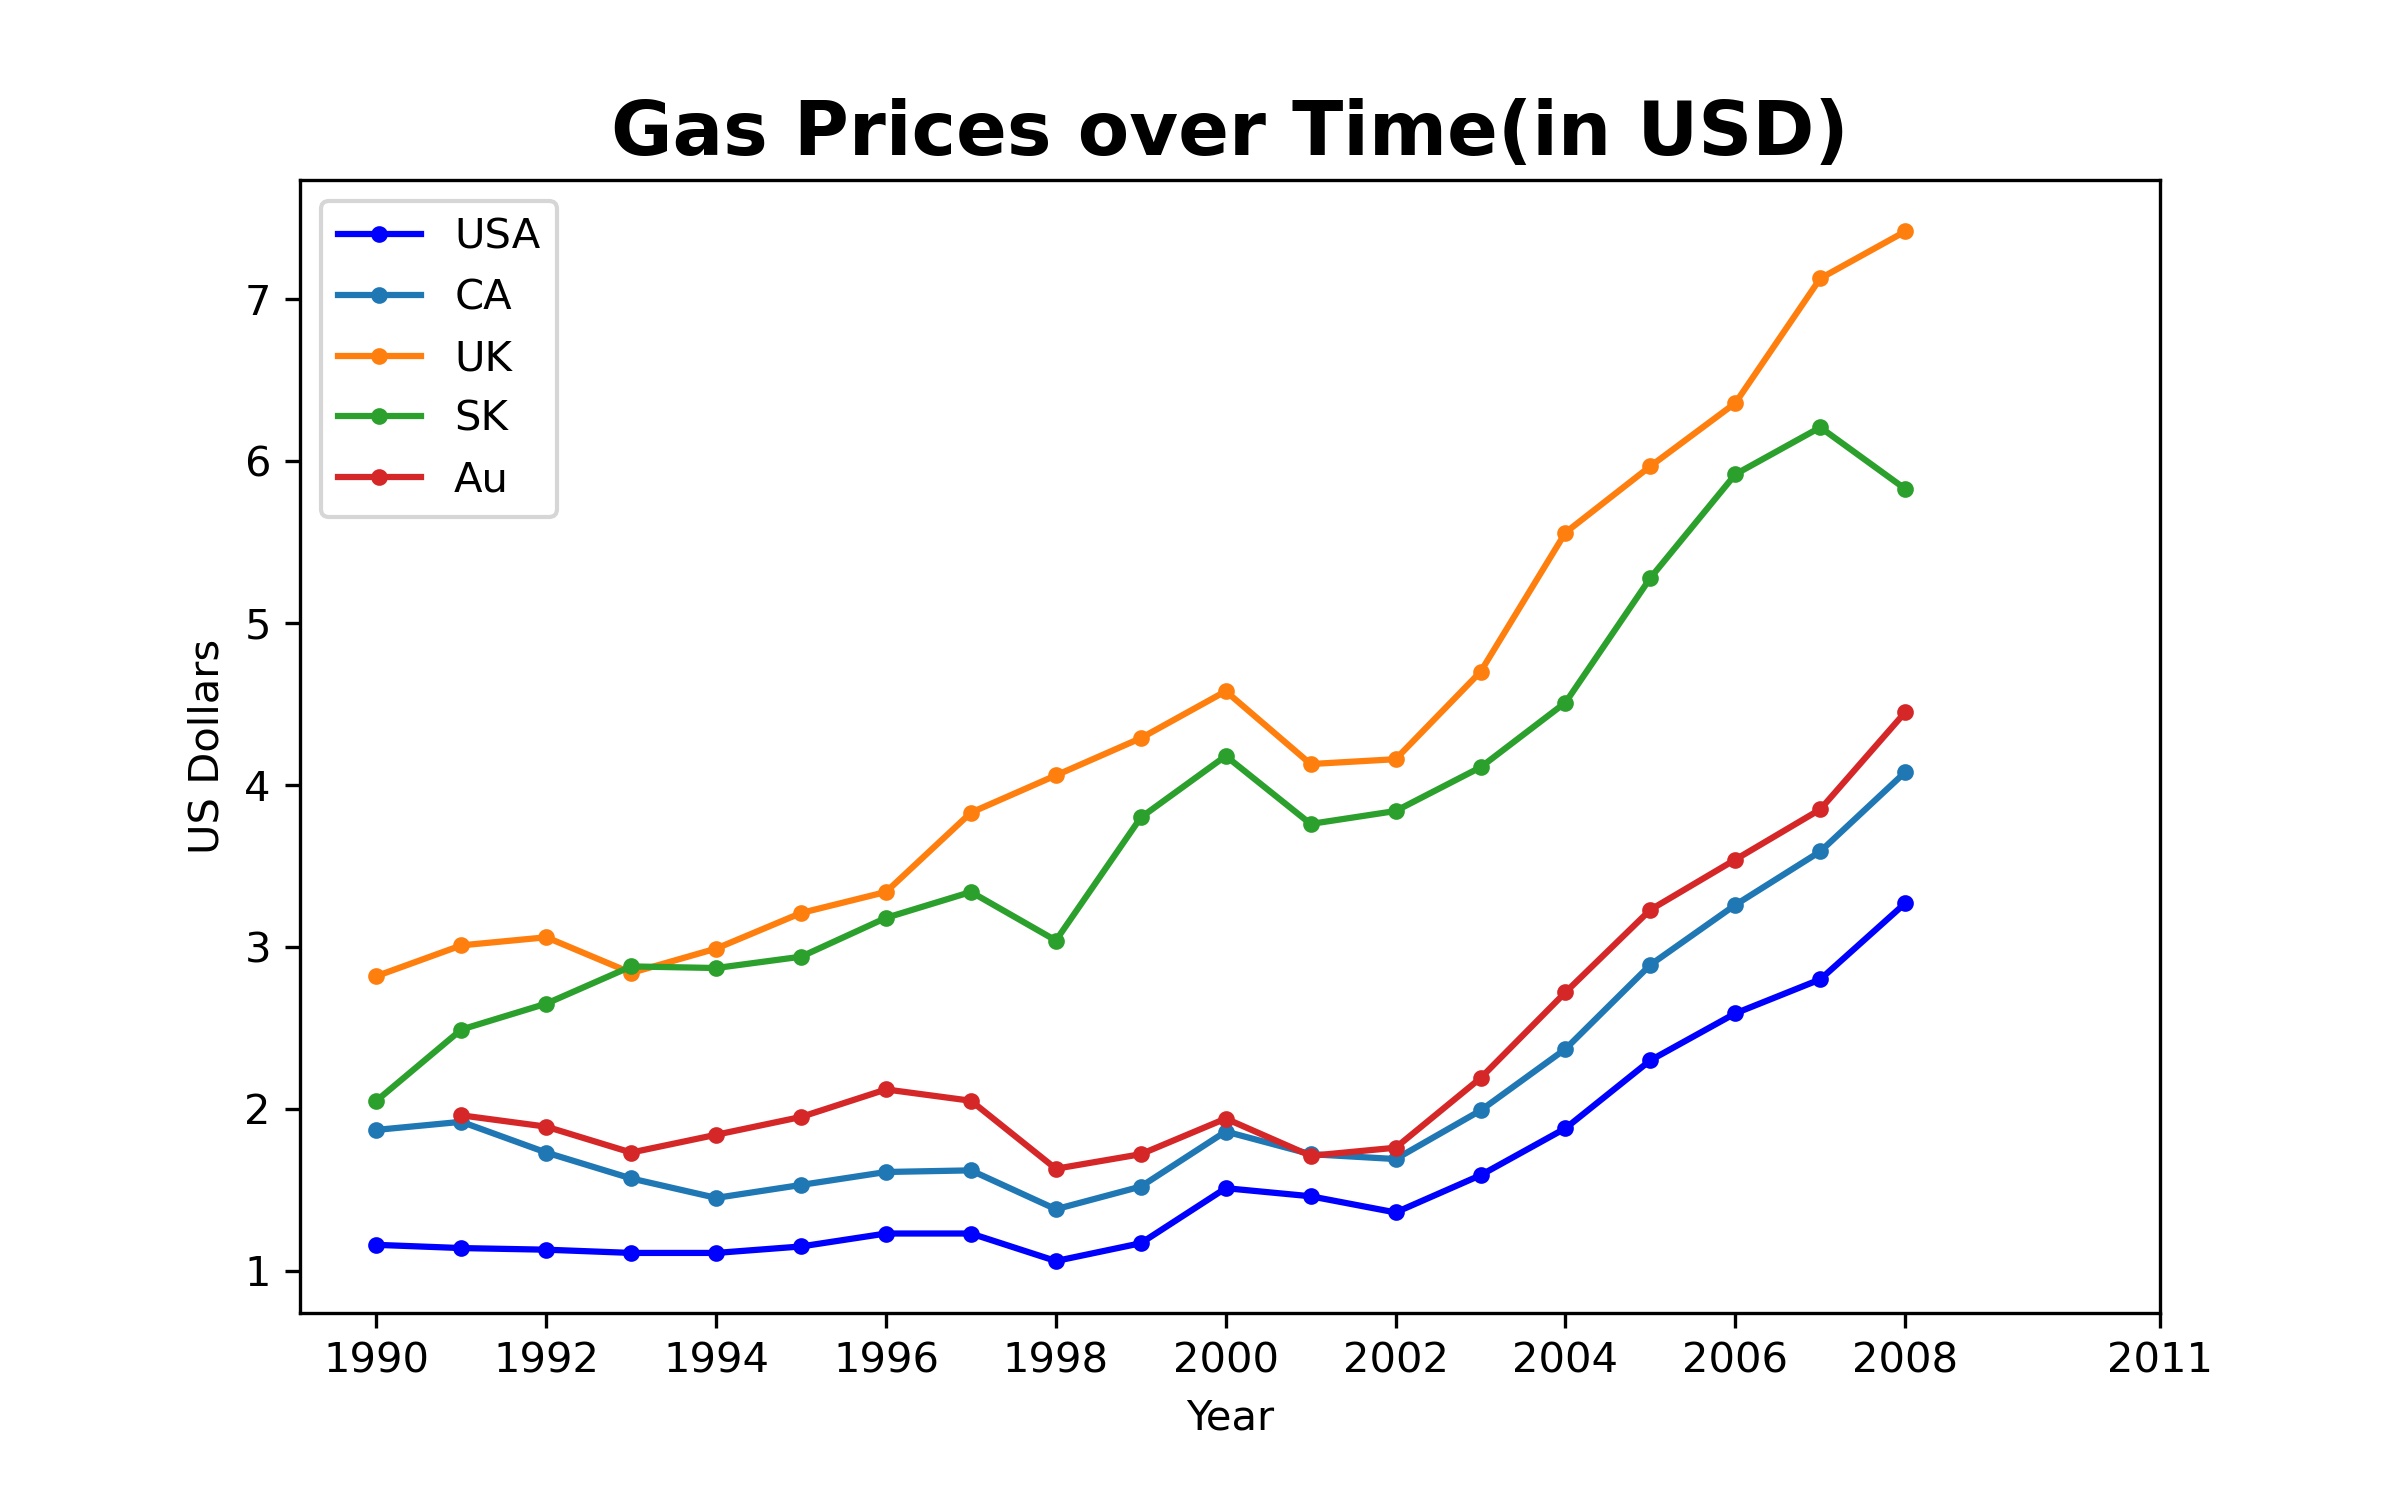 Gas Prices over Time(in USD)
USA
CA
UK
SK
Au
7
6
5
4
3
2
1
US Dollars
1990 1992 1994 1996 1998 2000 2002 2004 2006 2008 2011
Year